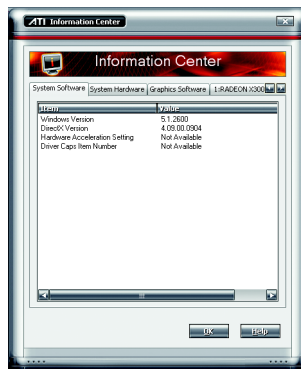 ATI Information Center
Information Center
System Software System Hardware Graphics Software 1:RADEON X300
Item Value
Windows Version 5.1.2600
DirectX Version 4.09.00.0904
Hardware Acceleration Setting Not Available
Driver Caps Item Number Not Available
OK Help